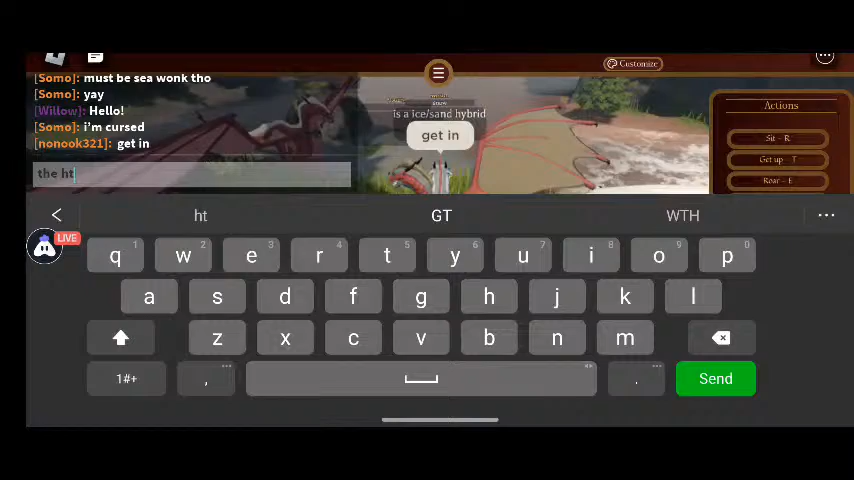 Customize
[Somo]: must be sea wonk tho
[Somo]: yay
[Willow]: Hello!
[Somo]: i'm cursed
[nonook321]: get in
the ht
is a ice/sand hybrid
get in
Actions
Sit - R
Get up - T
Roar - E
ht GT WTH
LIVE
q 1 w 2 e 3 r 4 t 5 y 6 u 7 i 8 o 9 p 0
a s d f g h j k l
z x c v b n m
1#+ , . Send